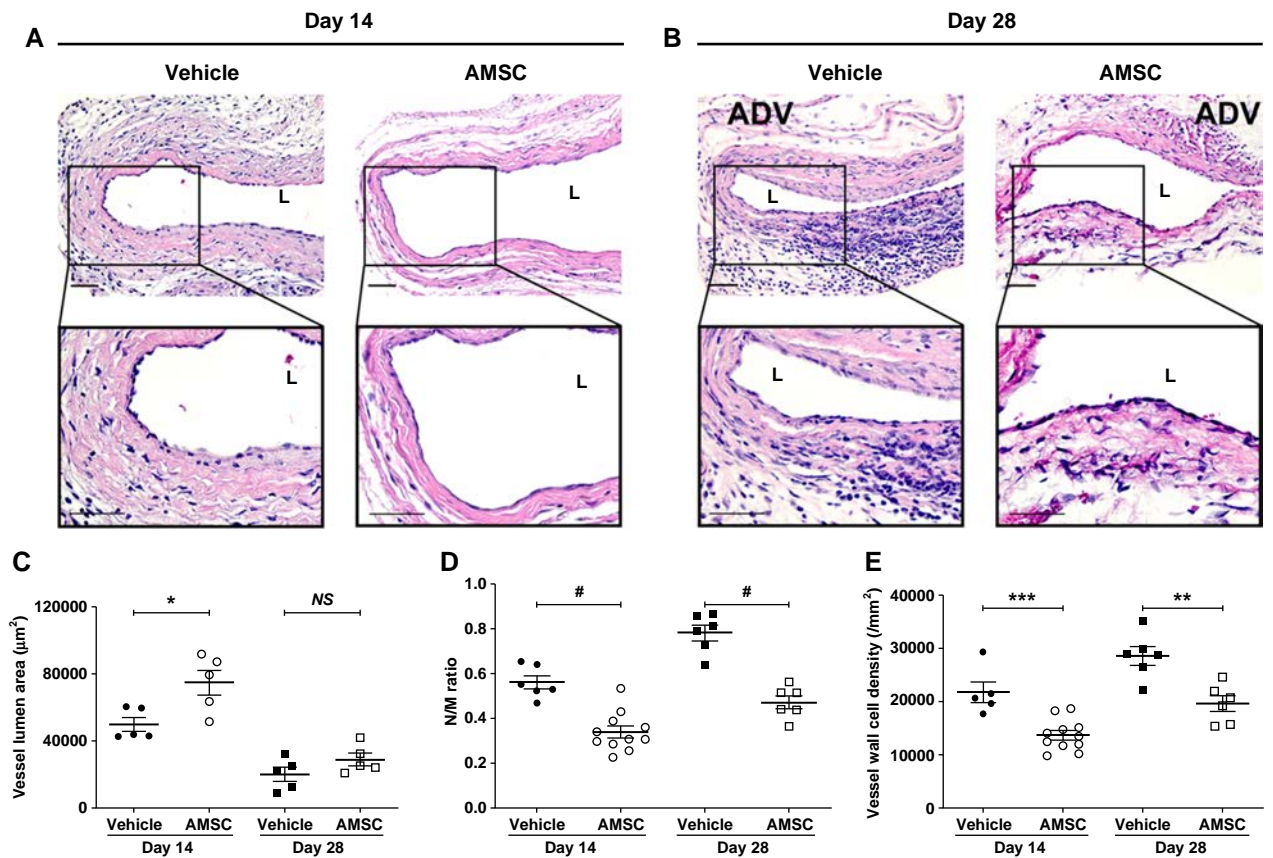 Day 14
Day 28
A
B
Vehicle
AMSC
Vehicle
AMSC
ADV
ADV
L
L
L
L
L
L
L
L
C
D
E
Vessel lumen area (μm²)
120000
80000
40000
0
*
NS
Vehicle AMSC Vehicle AMSC
Day 14 Day 28
N/M ratio
1.0
0.8
0.6
0.4
0.2
0.0
#
#
Vehicle AMSC Vehicle AMSC
Day 14 Day 28
Vessel wall cell density (/mm²)
40000
30000
20000
10000
0
***
**
Vehicle AMSC Vehicle AMSC
Day 14 Day 28